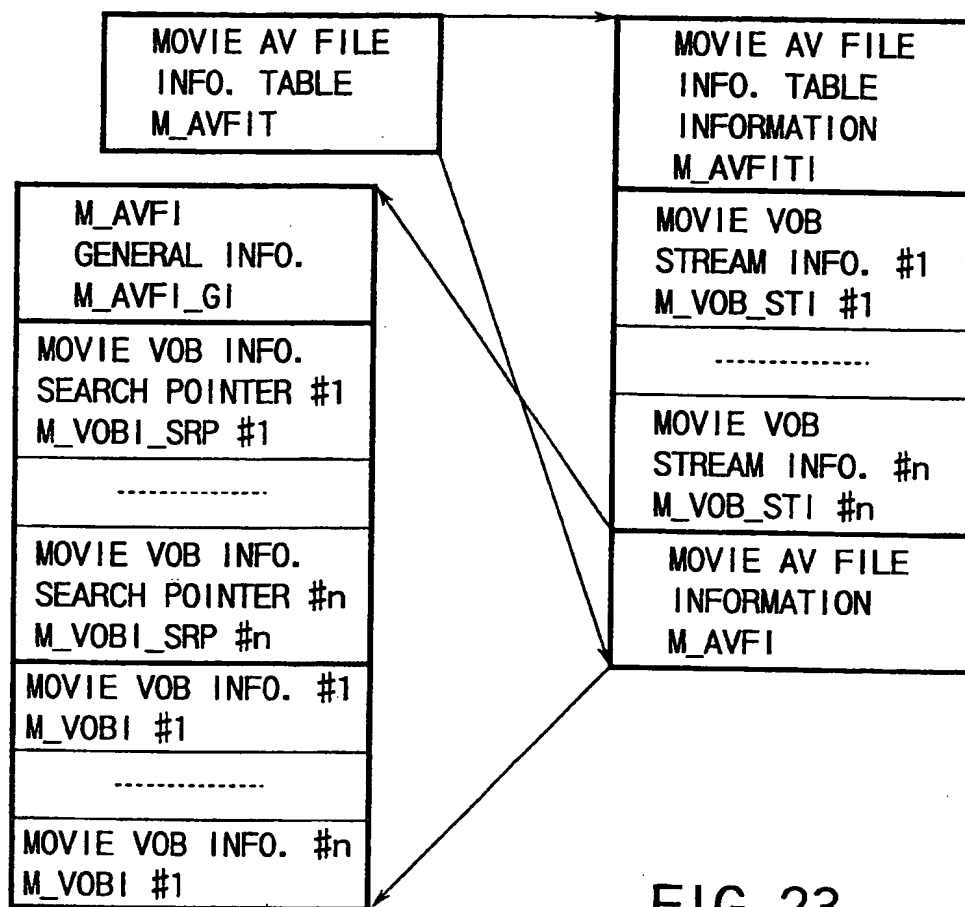 MOVIE AV FILE
INFO. TABLE
M_AVFIT
MOVIE AV FILE
INFO. TABLE
INFORMATION
M_AVFITI
MOVIE VOB
STREAM INFO. #1
M_VOB_STI #1
MOVIE VOB
STREAM INFO. #n
M_VOB_STI #n
MOVIE AV FILE
INFORMATION
M_AVFI
M_AVFI
GENERAL INFO.
M_AVFI_GI
MOVIE VOB INFO.
SEARCH POINTER #1
M_VOBI_SRP #1
MOVIE VOB INFO.
SEARCH POINTER #n
M_VOBI_SRP #n
MOVIE VOB INFO. #1
M_VOBI #1
MOVIE VOB INFO. #n
M_VOBI #1
FIG. 23